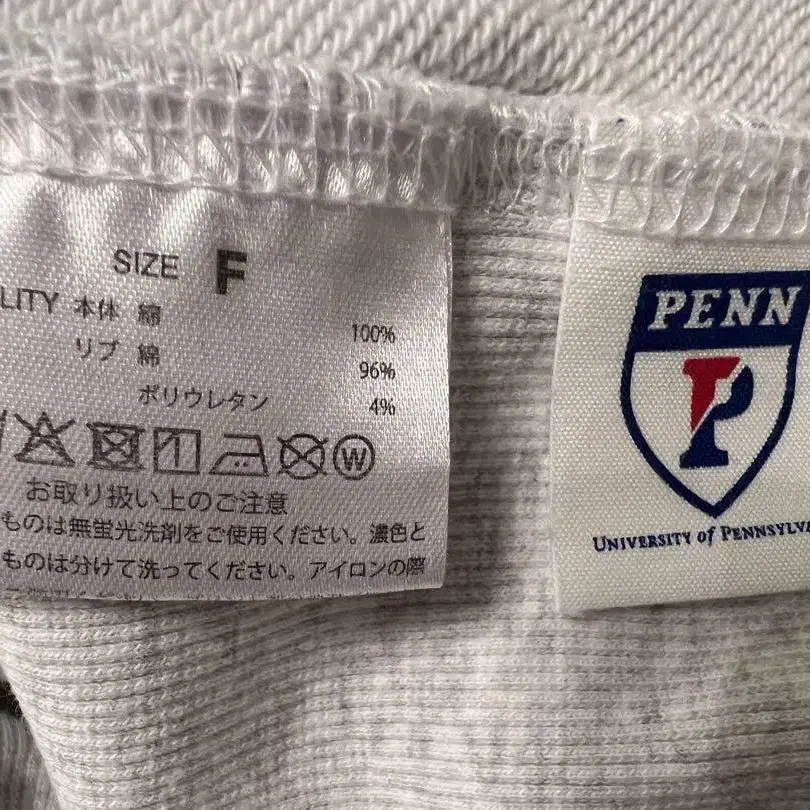 SIZE F
LITY 本体 綿 100%
リブ 綿 96%
ポリウレタン 4%
W
お取り扱い上のご注意
ものは無蛍光洗剤をご使用ください。濃色と
ものは分けて洗ってください。アイロンの際
PENN
P
UNIVERSITY of PENNSYLVA